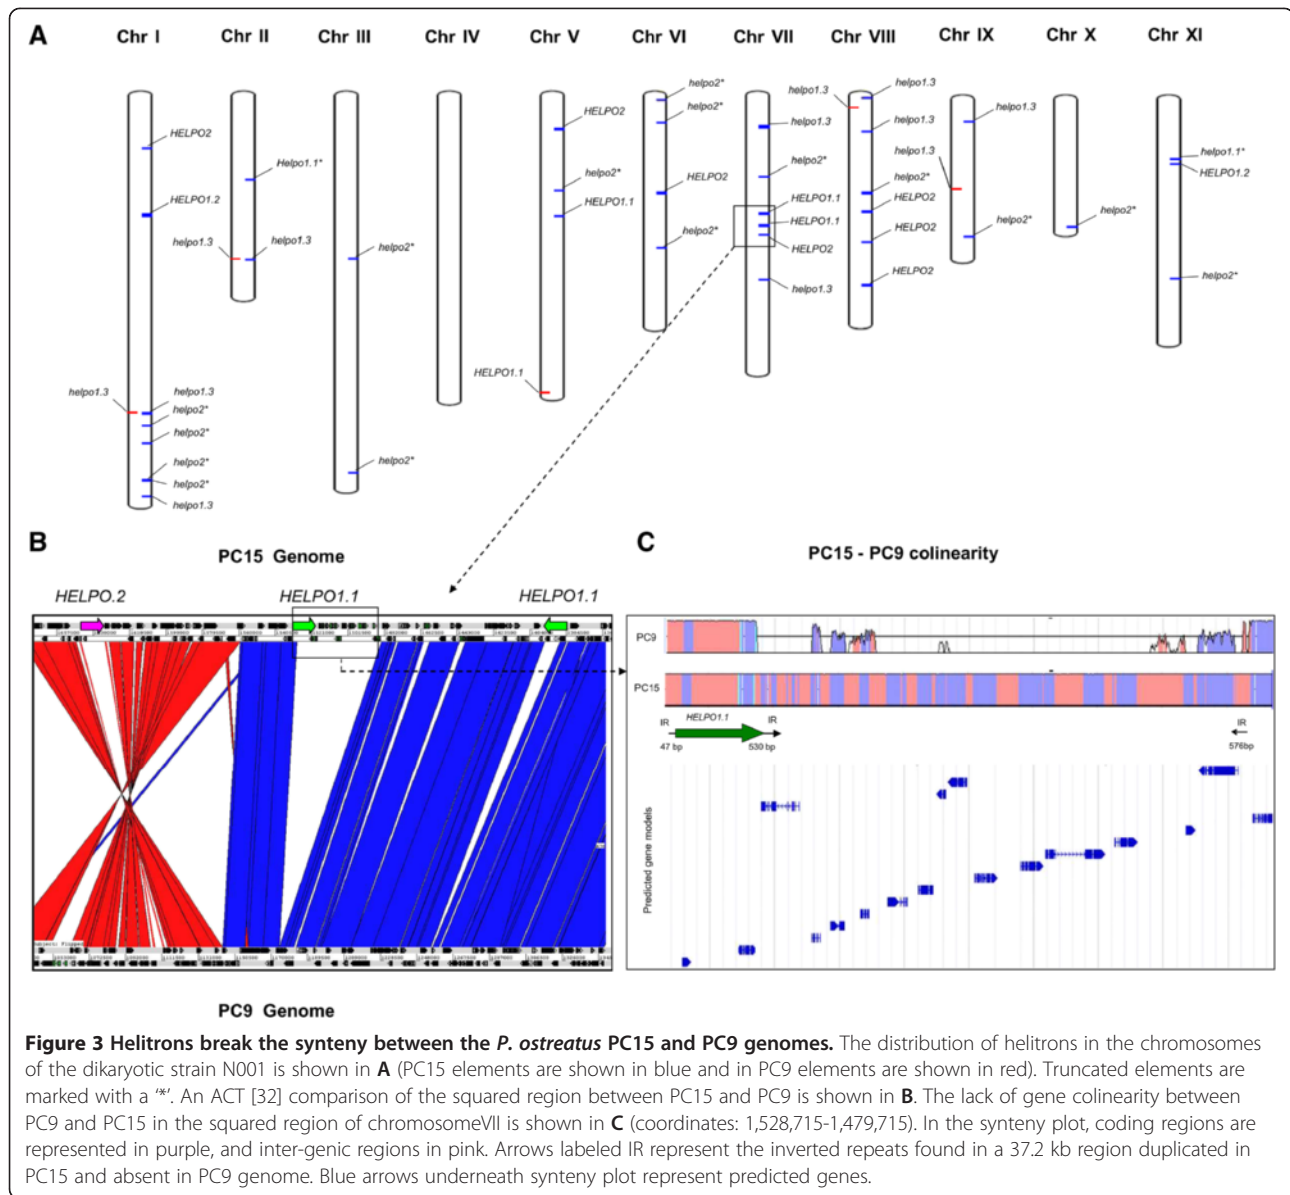 A
Chr I
Chr II
Chr III
Chr IV
Chr V
Chr VI
Chr VII
Chr VIII
Chr IX
Chr X
Chr XI
HELPO2
HELPO1.2
helpo1.3
helpo1.3
helpo2*
helpo2*
helpo2*
helpo2*
helpo1.3
Helpo1.1*
helpo1.3
helpo1.3
helpo2*
helpo2*
HELPO2
helpo2*
HELPO1.1
HELPO1.1
helpo2*
helpo2*
HELPO2
helpo2*
helpo1.3
helpo2*
HELPO1.1
HELPO1.1
HELPO2
helpo1.3
helpo1.3
helpo1.3
helpo1.3
helpo2*
HELPO2
HELPO2
HELPO2
helpo1.3
helpo1.3
helpo2*
helpo2*
helpo1.1*
HELPO1.2
helpo2*
B
PC15 Genome
HELPO.2
HELPO1.1
HELPO1.1
PC9 Genome
C
PC15 - PC9 colinearity
PC9
PC15
IR
HELPO1.1
IR
IR
47 bp
530 bp
576bp
Predicted gene models
Figure 3 Helitrons break the synteny between the P. ostreatus PC15 and PC9 genomes. The distribution of helitrons in the chromosomes
of the dikaryotic strain N001 is shown in A (PC15 elements are shown in blue and in PC9 elements are shown in red). Truncated elements are
marked with a ‘*’. An ACT [32] comparison of the squared region between PC15 and PC9 is shown in B. The lack of gene colinearity between
PC9 and PC15 in the squared region of chromosomeVII is shown in C (coordinates: 1,528,715-1,479,715). In the synteny plot, coding regions are
represented in purple, and inter-genic regions in pink. Arrows labeled IR represent the inverted repeats found in a 37.2 kb region duplicated in
PC15 and absent in PC9 genome. Blue arrows underneath synteny plot represent predicted genes.